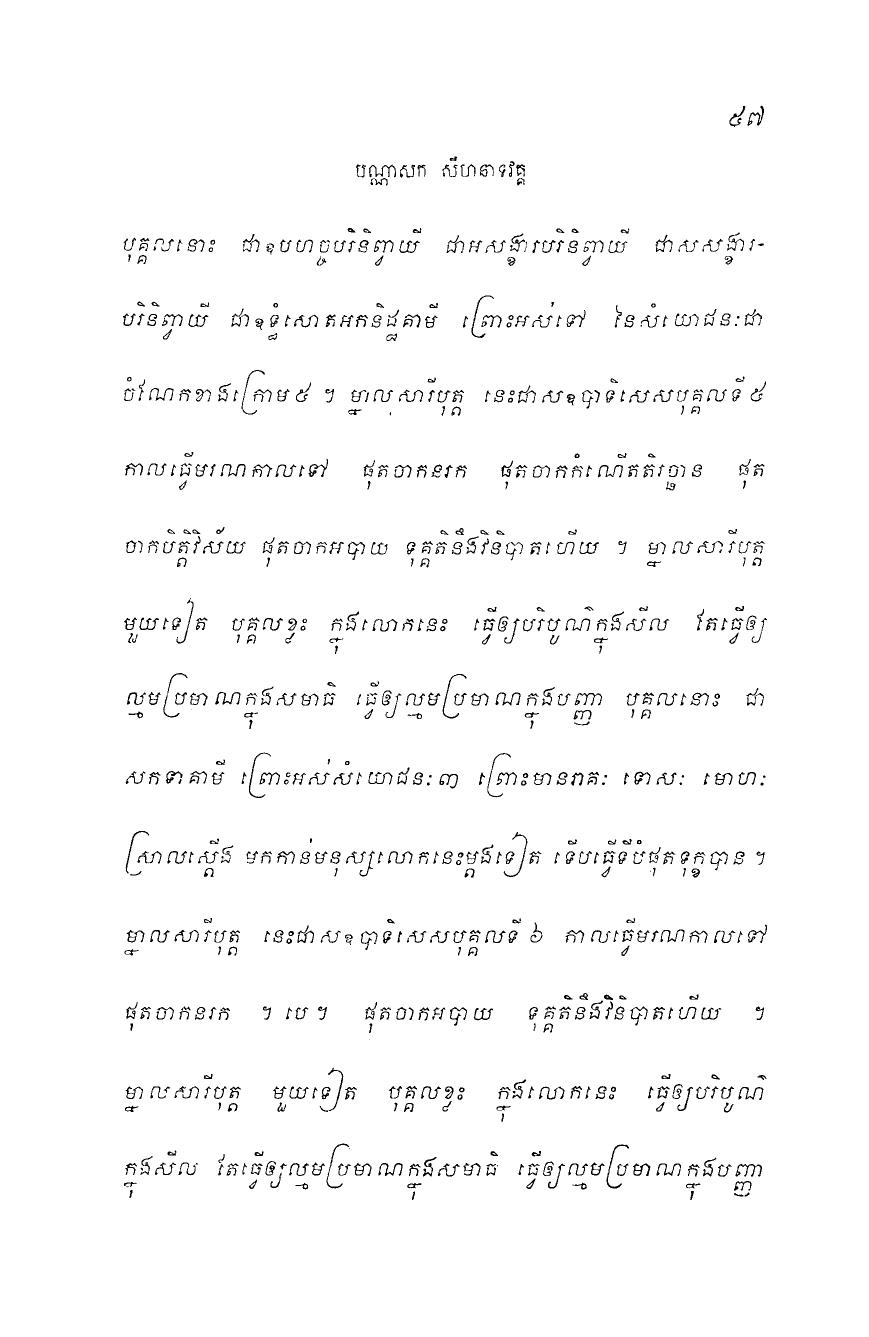 ៥៧
បណ្ណាសក សីហនាទវគ្គ
បុគ្គលនោះ ជាឧបហច្ចបរិនិព្វាយី ជាអសង្ខារបរិនិព្វាយី ជាសសង្ខារ-
បរិនិព្វាយី ជាឧទ្ធំសោតអកនិដ្ឋគាមី ព្រោះអស់ទៅ នៃសំយោជនៈជា
ចំណែកខាងក្រោម៥ ។ ម្នាលសារីបុត្ត នេះជាសឧបាទិសេសបុគ្គលទី៥
កាលធ្វើមរណកាលទៅ ផុតចាកនរក ផុតចាកកំណើតតិរច្ឆាន ផុត
ចាកបិត្តិវិស័យ ផុតចាកអបាយ ទុគ្គតិនឹងវិនិបាតហើយ ។ ម្នាលសារីបុត្ត
មួយទៀត បុគ្គលខ្លះ ក្នុងលោកនេះ ធ្វើឲ្យបរិបូណ៌ក្នុងសីល តែធ្វើឲ្យ
ល្មមប្រមាណក្នុងសមាធិ ធ្វើឲ្យល្មមប្រមាណក្នុងបញ្ញា បុគ្គលនោះ ជា
សកទាគាមី ព្រោះអស់សំយោជនៈ៣ ព្រោះមានរាគៈ ទោសៈ មោហៈ
ស្រាលស្តើង មកកាន់មនុស្សលោកនេះម្តងទៀត ទើបធ្វើទីបំផុតទុក្ខបាន ។
ម្នាលសារីបុត្ត នេះជាសឧបាទិសេសបុគ្គលទី៦ កាលធ្វើមរណកាលទៅ
ផុតចាកនរក ។ បេ ។ ផុតចាកអបាយ ទុគ្គតិនឹងវិនិបាតហើយ ។
ម្នាលសារីបុត្ត មួយទៀត បុគ្គលខ្លះ ក្នុងលោកនេះ ធ្វើឲ្យបរិបូណ៌
ក្នុងសីល តែធ្វើឲ្យល្មមប្រមាណក្នុងសមាធិ ធ្វើឲ្យល្មមប្រមាណក្នុងបញ្ញា